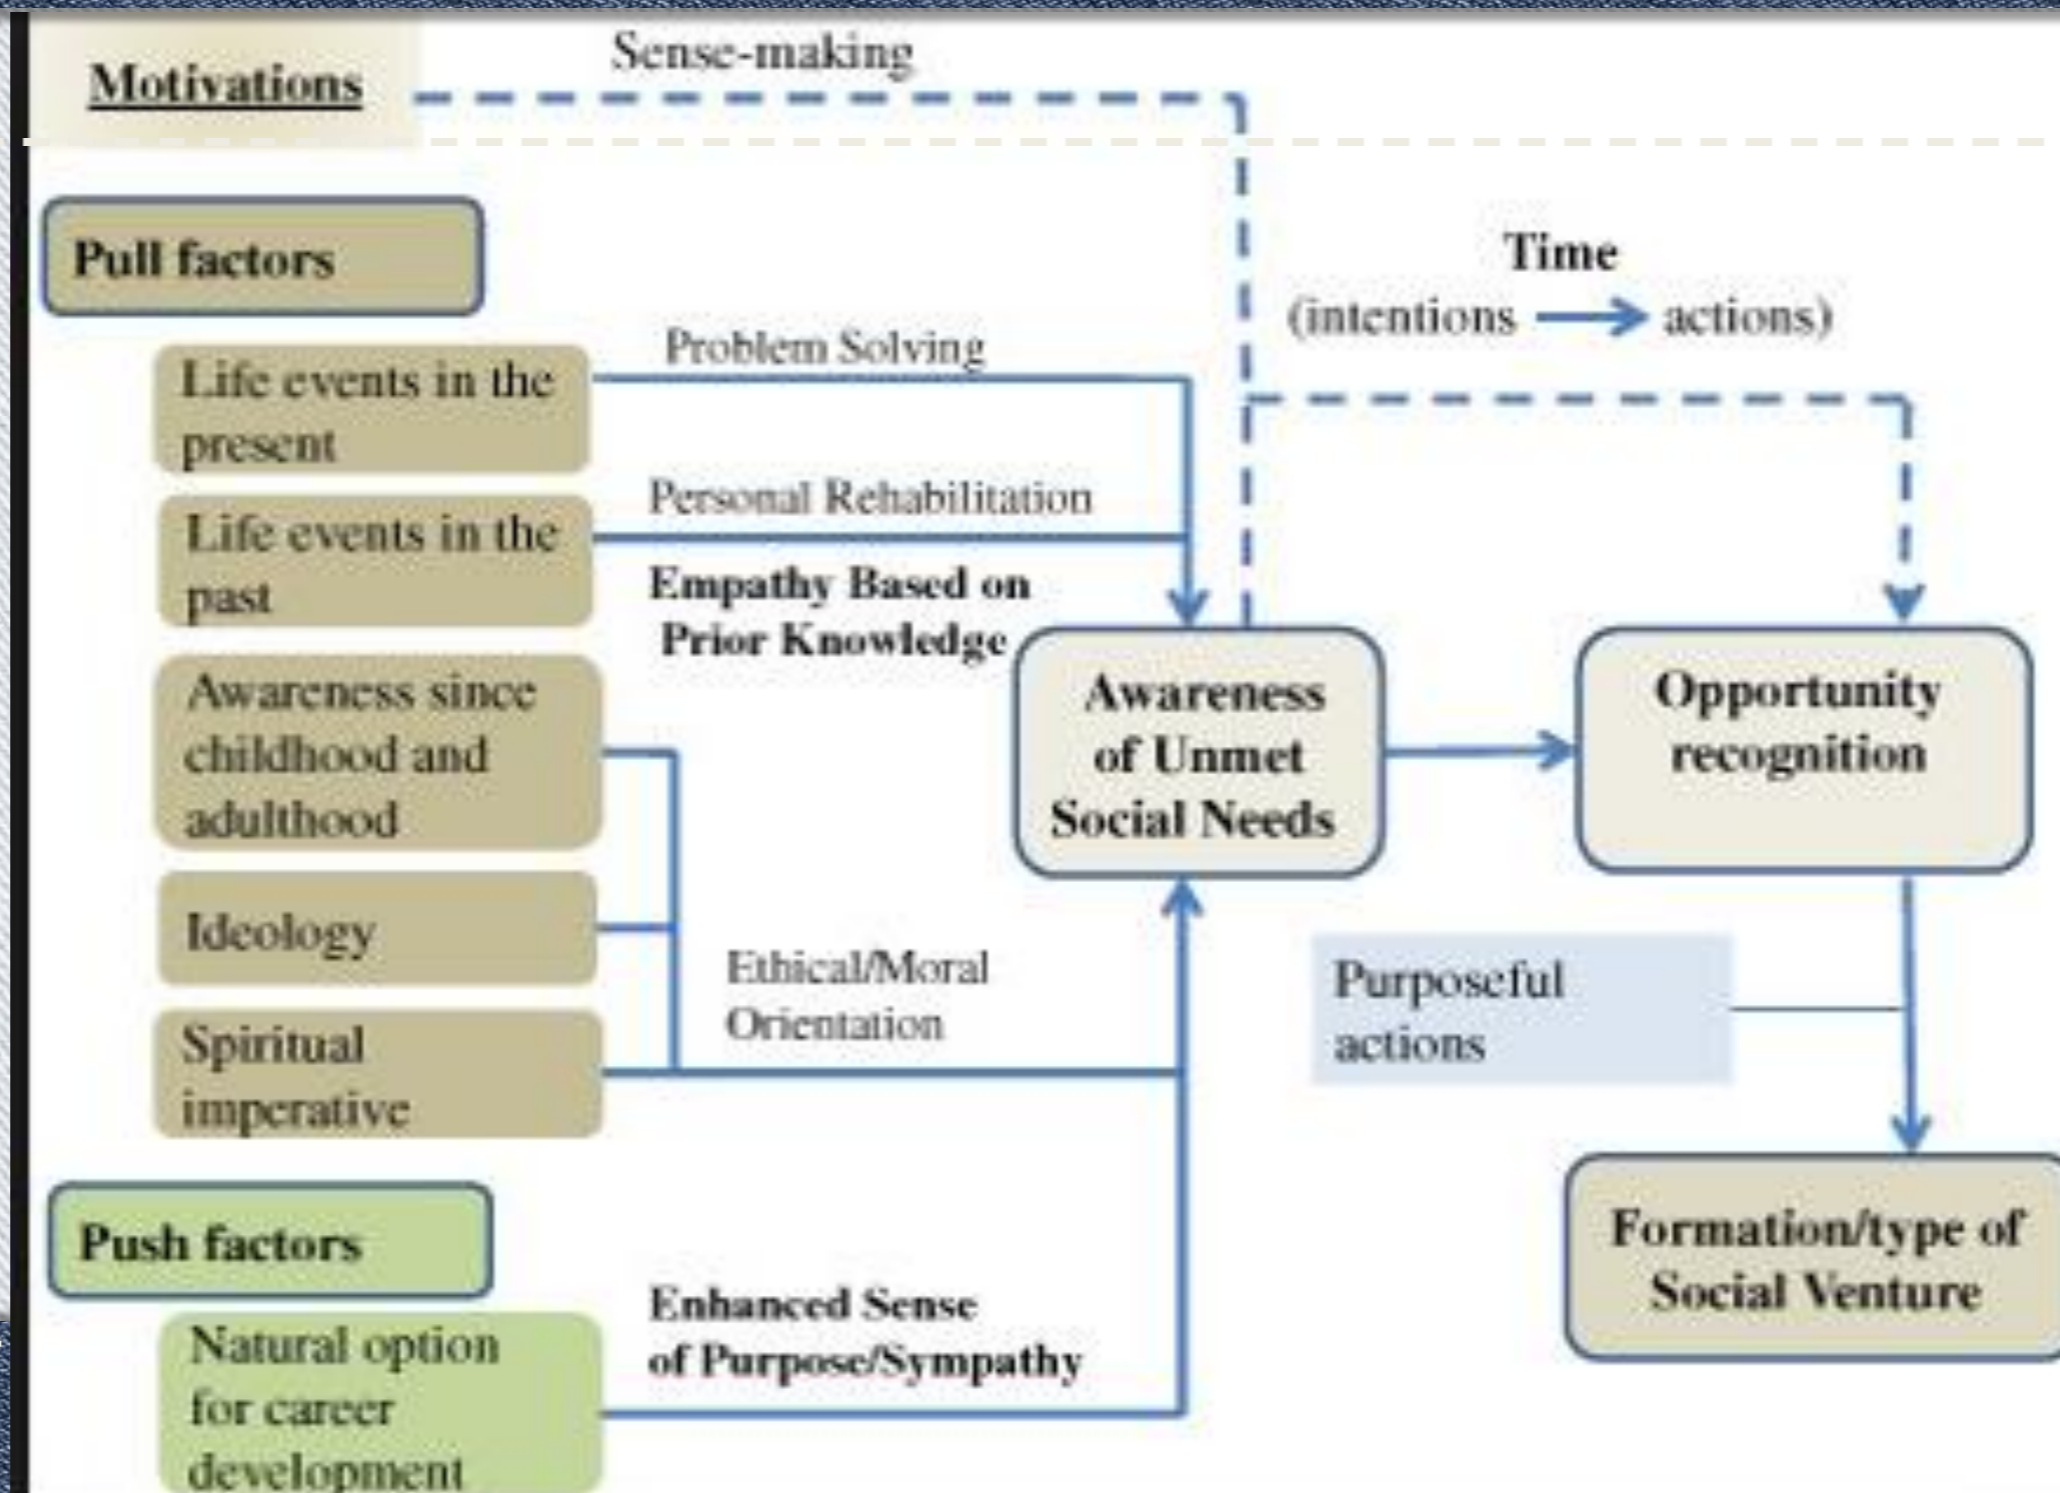 Motivations
Sense-making
Pull factors
Time
(intentions → actions)
Life events in the
present
Problem Solving
Life events in the
past
Personal Rehabilitation
Empathy Based on
Prior Knowledge
Awareness since
childhood and
adulthood
Awareness
of Unmet
Social Needs
Opportunity
recognition
Ideology
Ethical/Moral
Orientation
Purposeful
actions
Spiritual
imperative
Push factors
Formation/type of
Social Venture
Natural option
for career
development
Enhanced Sense
of Purpose/Sympathy